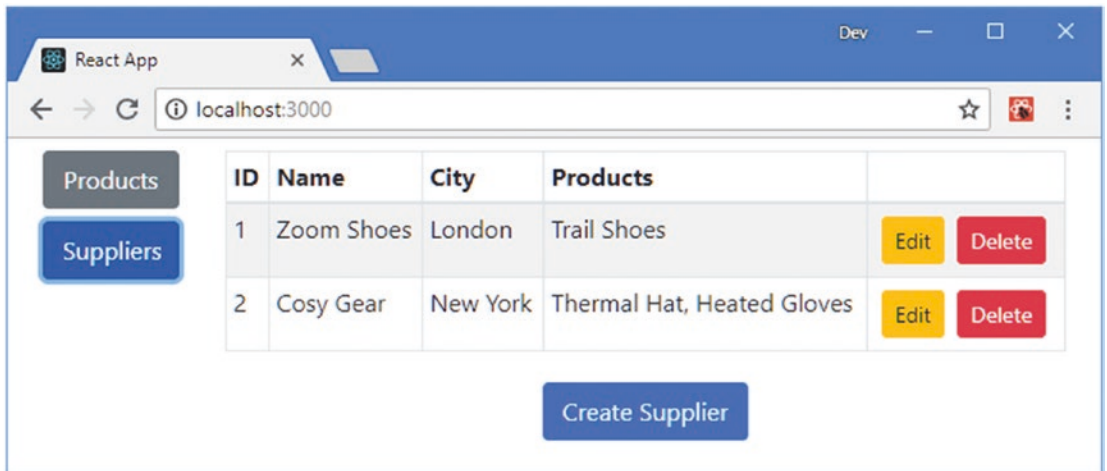 Dev
React App
localhost:3000
Products
Suppliers
ID Name City Products
1 Zoom Shoes London Trail Shoes Edit Delete
2 Cosy Gear New York Thermal Hat, Heated Gloves Edit Delete
Create Supplier